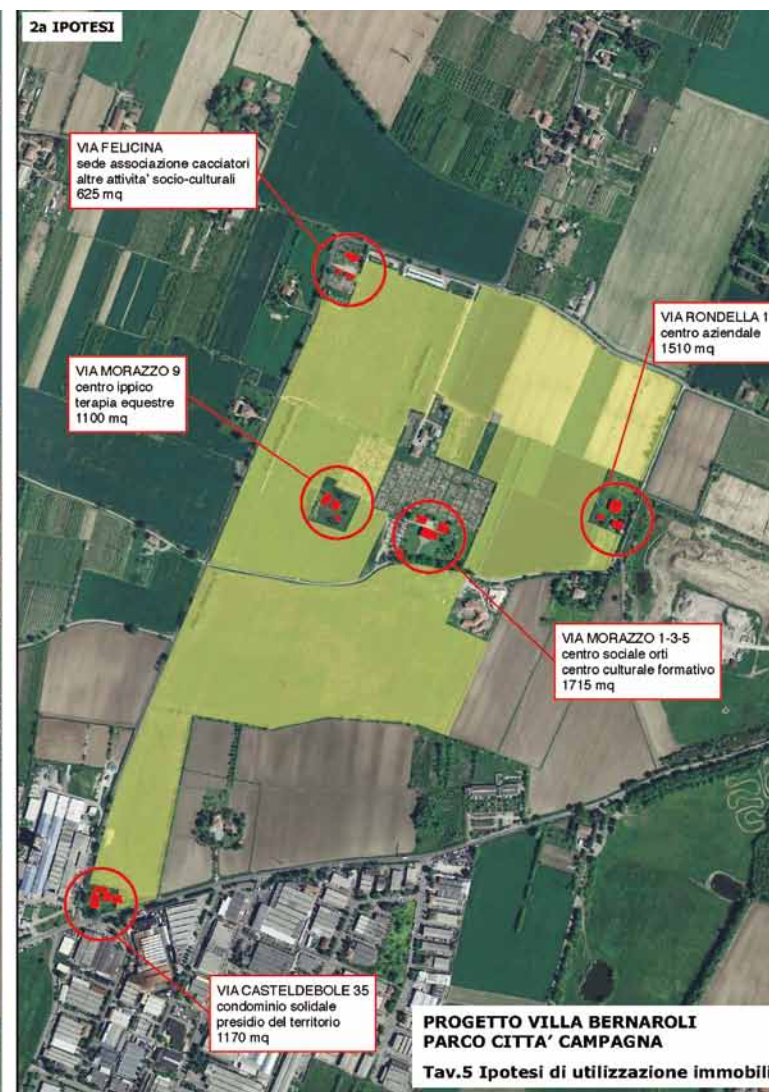 2a IPOTESI
VIA FELICINA
sede associazione cacciatori
altre attivita' socio-culturali
625 mq
VIA RONDELLA 1
centro aziendale
1510 mq
VIA MORAZZO 9
centro ippico
terapia equestre
1100 mq
VIA MORAZZO 1-3-5
centro sociale orti
centro culturale formativo
1715 mq
VIA CASTELDEBOLE 35
condominio solidale
presidio del territorio
1170 mq
PROGETTO VILLA BERNAROLI
PARCO CITTA' CAMPAGNA
Tav.5 Ipotesi di utilizzazione immobili